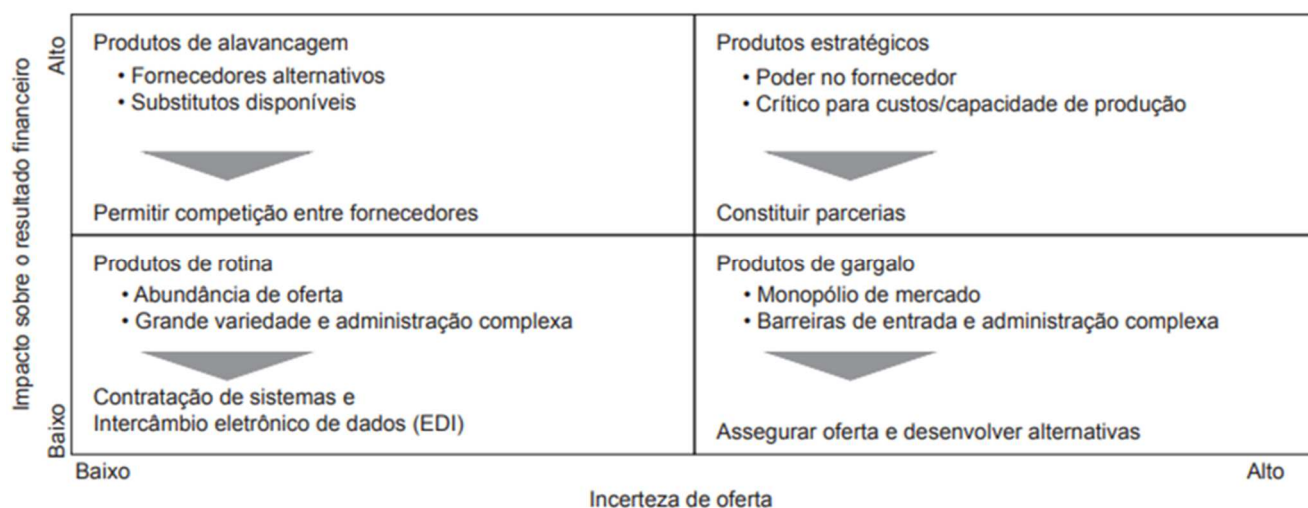 Impacto sobre o resultado financeiro
Alto
Baixo
Produtos de alavancagem
• Fornecedores alternativos
• Substitutos disponíveis
Permitir competição entre fornecedores
Produtos estratégicos
• Poder no fornecedor
• Crítico para custos/capacidade de produção
Constituir parcerias
Produtos de rotina
• Abundância de oferta
• Grande variedade e administração complexa
Contratação de sistemas e
Intercâmbio eletrônico de dados (EDI)
Produtos de gargalo
• Monopólio de mercado
• Barreiras de entrada e administração complexa
Assegurar oferta e desenvolver alternativas
Baixo
Alto
Incerteza de oferta